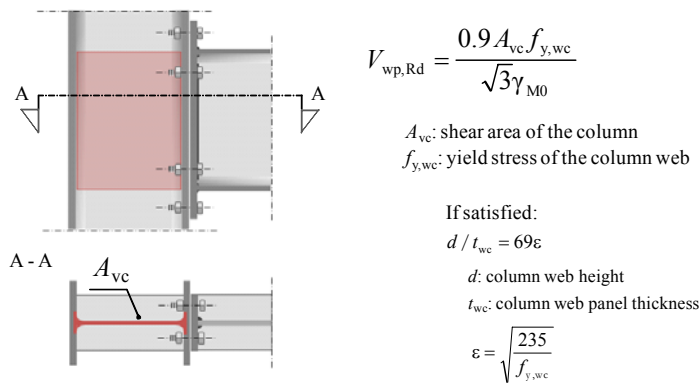 V_wp,Rd = 0.9 A_vc f_y,wc / √3 γ_M0
A A
A_vc: shear area of the column
f_y,wc: yield stress of the column web
If satisfied:
d / t_wc = 69ε
A - A
A_vc
d: column web height
t_wc: column web panel thickness
ε = √(235 / f_y,wc)